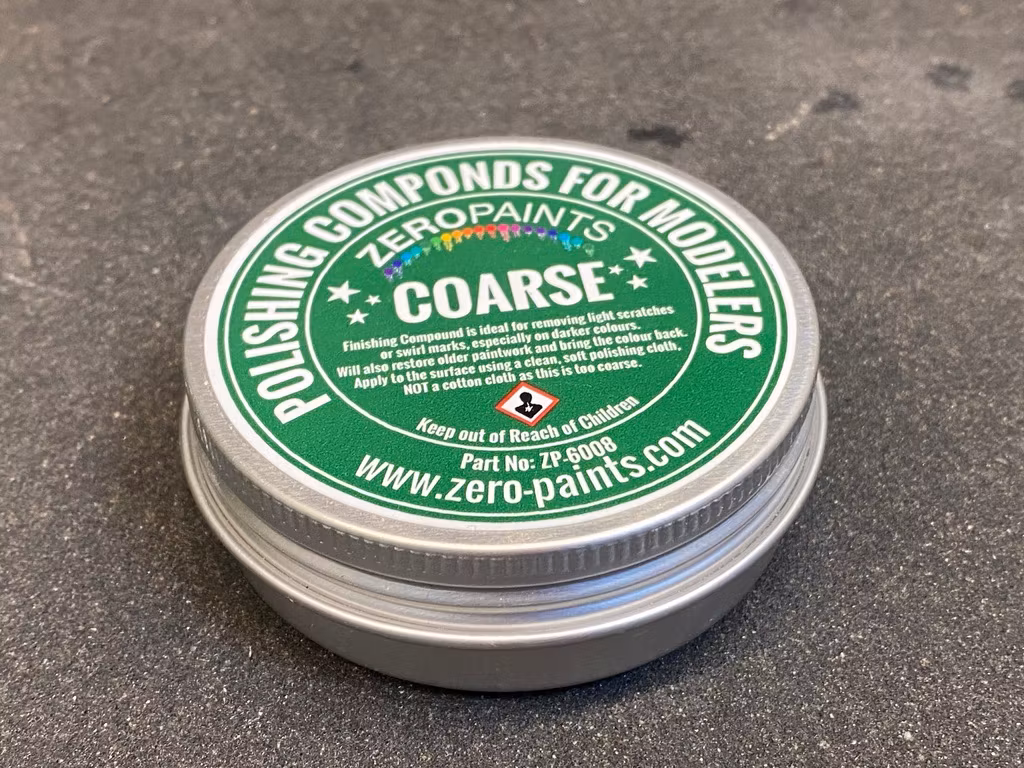 POLISHING COMPONDS FOR MODELERS
ZEROPAINTS
COARSE
Finishing Compound is ideal for removing light scratches
or swirl marks, especially on darker colours.
Will also restore older paintwork and bring the colour back.
Apply to the surface using a clean, soft polishing cloth.
NOT a cotton cloth as this is too coarse.
Keep out of Reach of Children
Part No: ZP-6008
www.zero-paints.com